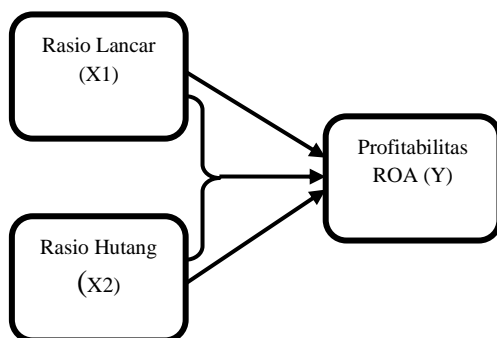 Rasio Lancar
(X1)
Profitabilitas
ROA (Y)
Rasio Hutang
(X2)